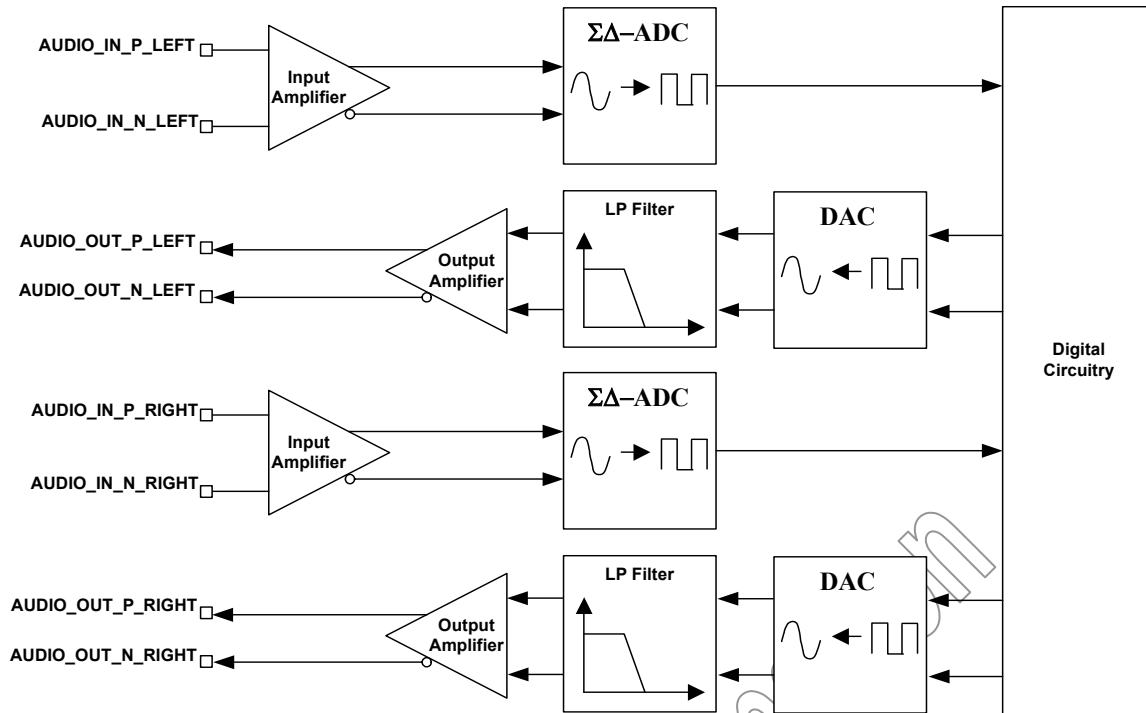 AUDIO_IN_P_LEFT
AUDIO_IN_N_LEFT
Input
Amplifier
ΣΔ–ADC
AUDIO_OUT_P_LEFT
AUDIO_OUT_N_LEFT
Output
Amplifier
LP Filter
DAC
Digital
Circuitry
AUDIO_IN_P_RIGHT
AUDIO_IN_N_RIGHT
Input
Amplifier
ΣΔ–ADC
AUDIO_OUT_P_RIGHT
AUDIO_OUT_N_RIGHT
Output
Amplifier
LP Filter
DAC